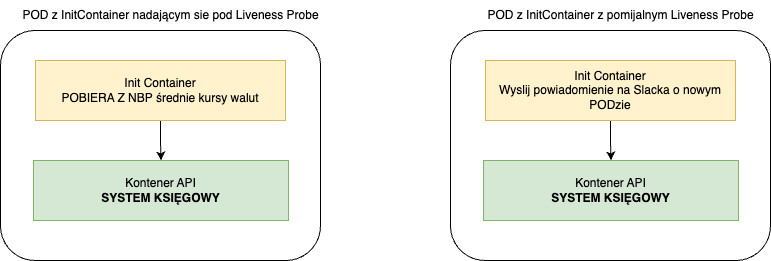 POD z InitContainer nadającym sie pod Liveness Probe
Init Container
POBIERA Z NBP średnie kursy walut
Kontener API
SYSTEM KSIĘGOWY
POD z InitContainer z pomijalnym Liveness Probe
Init Container
Wyslij powiadomienie na Slacka o nowym
PODzie
Kontener API
SYSTEM KSIĘGOWY